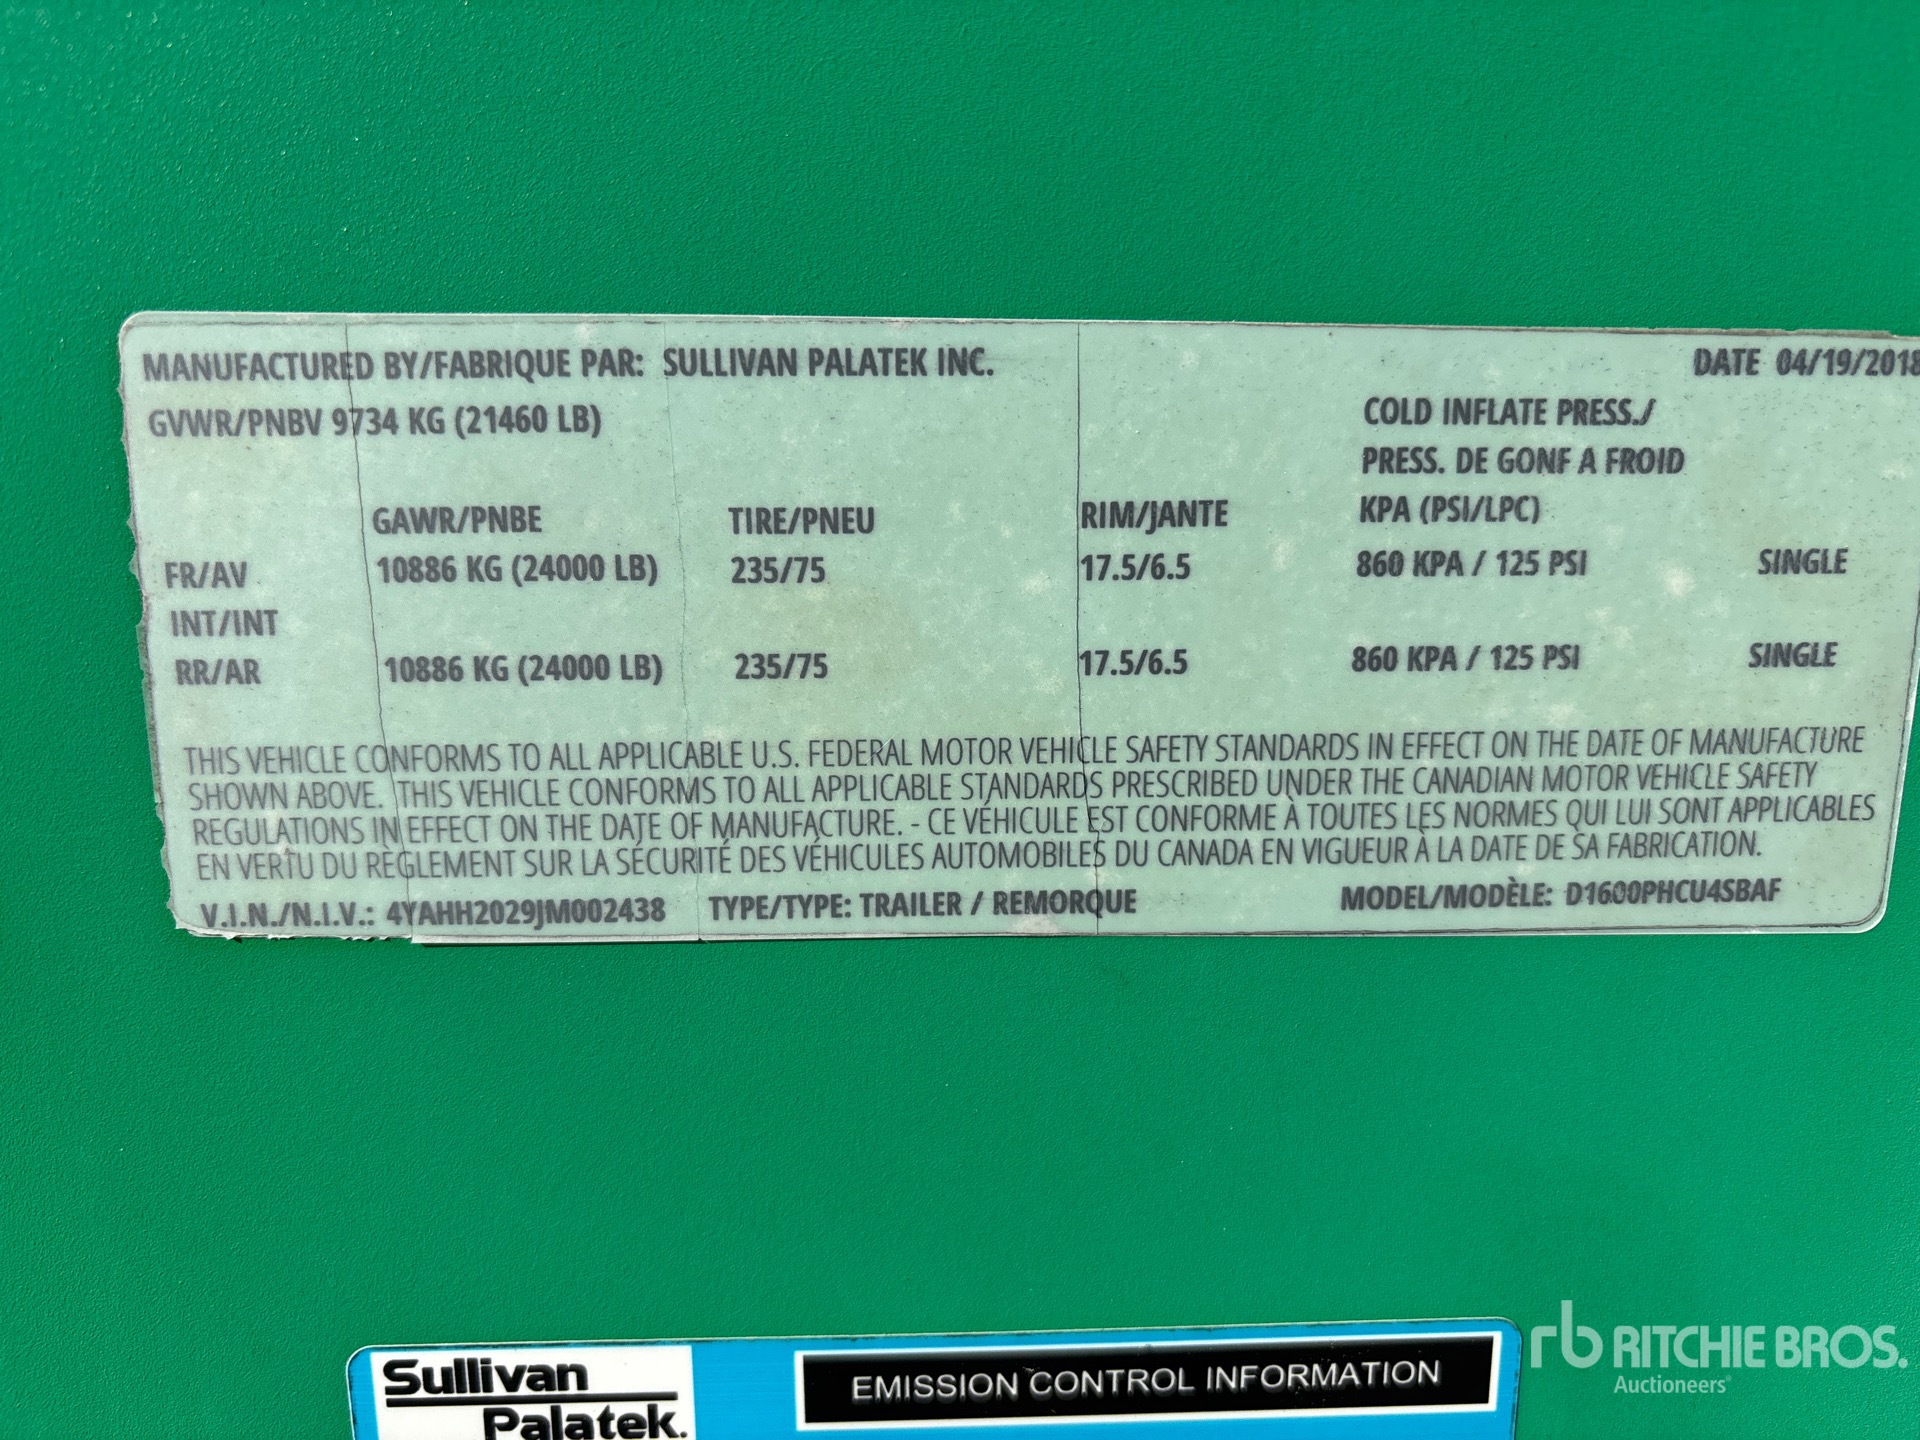 MANUFACTURED BY/FABRIQUE PAR: SULLIVAN PALATEK INC. DATE 04/19/2018
GVWR/PNBV 9734 KG (21460 LB) COLD INFLATE PRESS./
PRESS. DE GONF A FROID
GAWR/PNBE TIRE/PNEU RIM/JANTE KPA (PSI/LPC)
FR/AV 10886 KG (24000 LB) 235/75 17.5/6.5 860 KPA / 125 PSI SINGLE
INT/INT
RR/AR 10886 KG (24000 LB) 235/75 17.5/6.5 860 KPA / 125 PSI SINGLE
THIS VEHICLE CONFORMS TO ALL APPLICABLE U.S. FEDERAL MOTOR VEHICLE SAFETY STANDARDS IN EFFECT ON THE DATE OF MANUFACTURE
SHOWN ABOVE. THIS VEHICLE CONFORMS TO ALL APPLICABLE STANDARDS PRESCRIBED UNDER THE CANADIAN MOTOR VEHICLE SAFETY
REGULATIONS IN EFFECT ON THE DATE OF MANUFACTURE. - CE VÉHICULE EST CONFORME À TOUTES LES NORMES QUI LUI SONT APPLICABLES
EN VERTU DU RÈGLEMENT SUR LA SÉCURITÉ DES VÉHICULES AUTOMOBILES DU CANADA EN VIGUEUR À LA DATE DE SA FABRICATION.
V.I.N./N.I.V.: 4YAHH2029JM002438 TYPE/TYPE: TRAILER / REMORQUE MODEL/MODÈLE: D1600PHCU4SBAF
Sullivan
Palatek.
EMISSION CONTROL INFORMATION
rb RITCHIE BROS.
Auctioneers